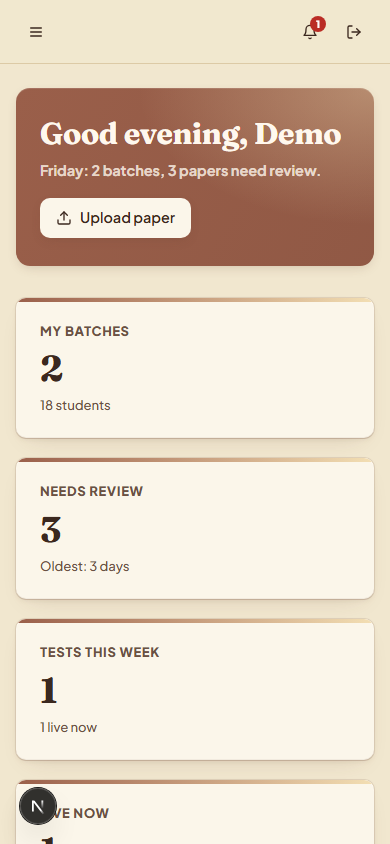 1
Good evening, Demo
Friday: 2 batches, 3 papers need review.
Upload paper
MY BATCHES
2
18 students
NEEDS REVIEW
3
Oldest: 3 days
TESTS THIS WEEK
1
1 live now
N
NOW